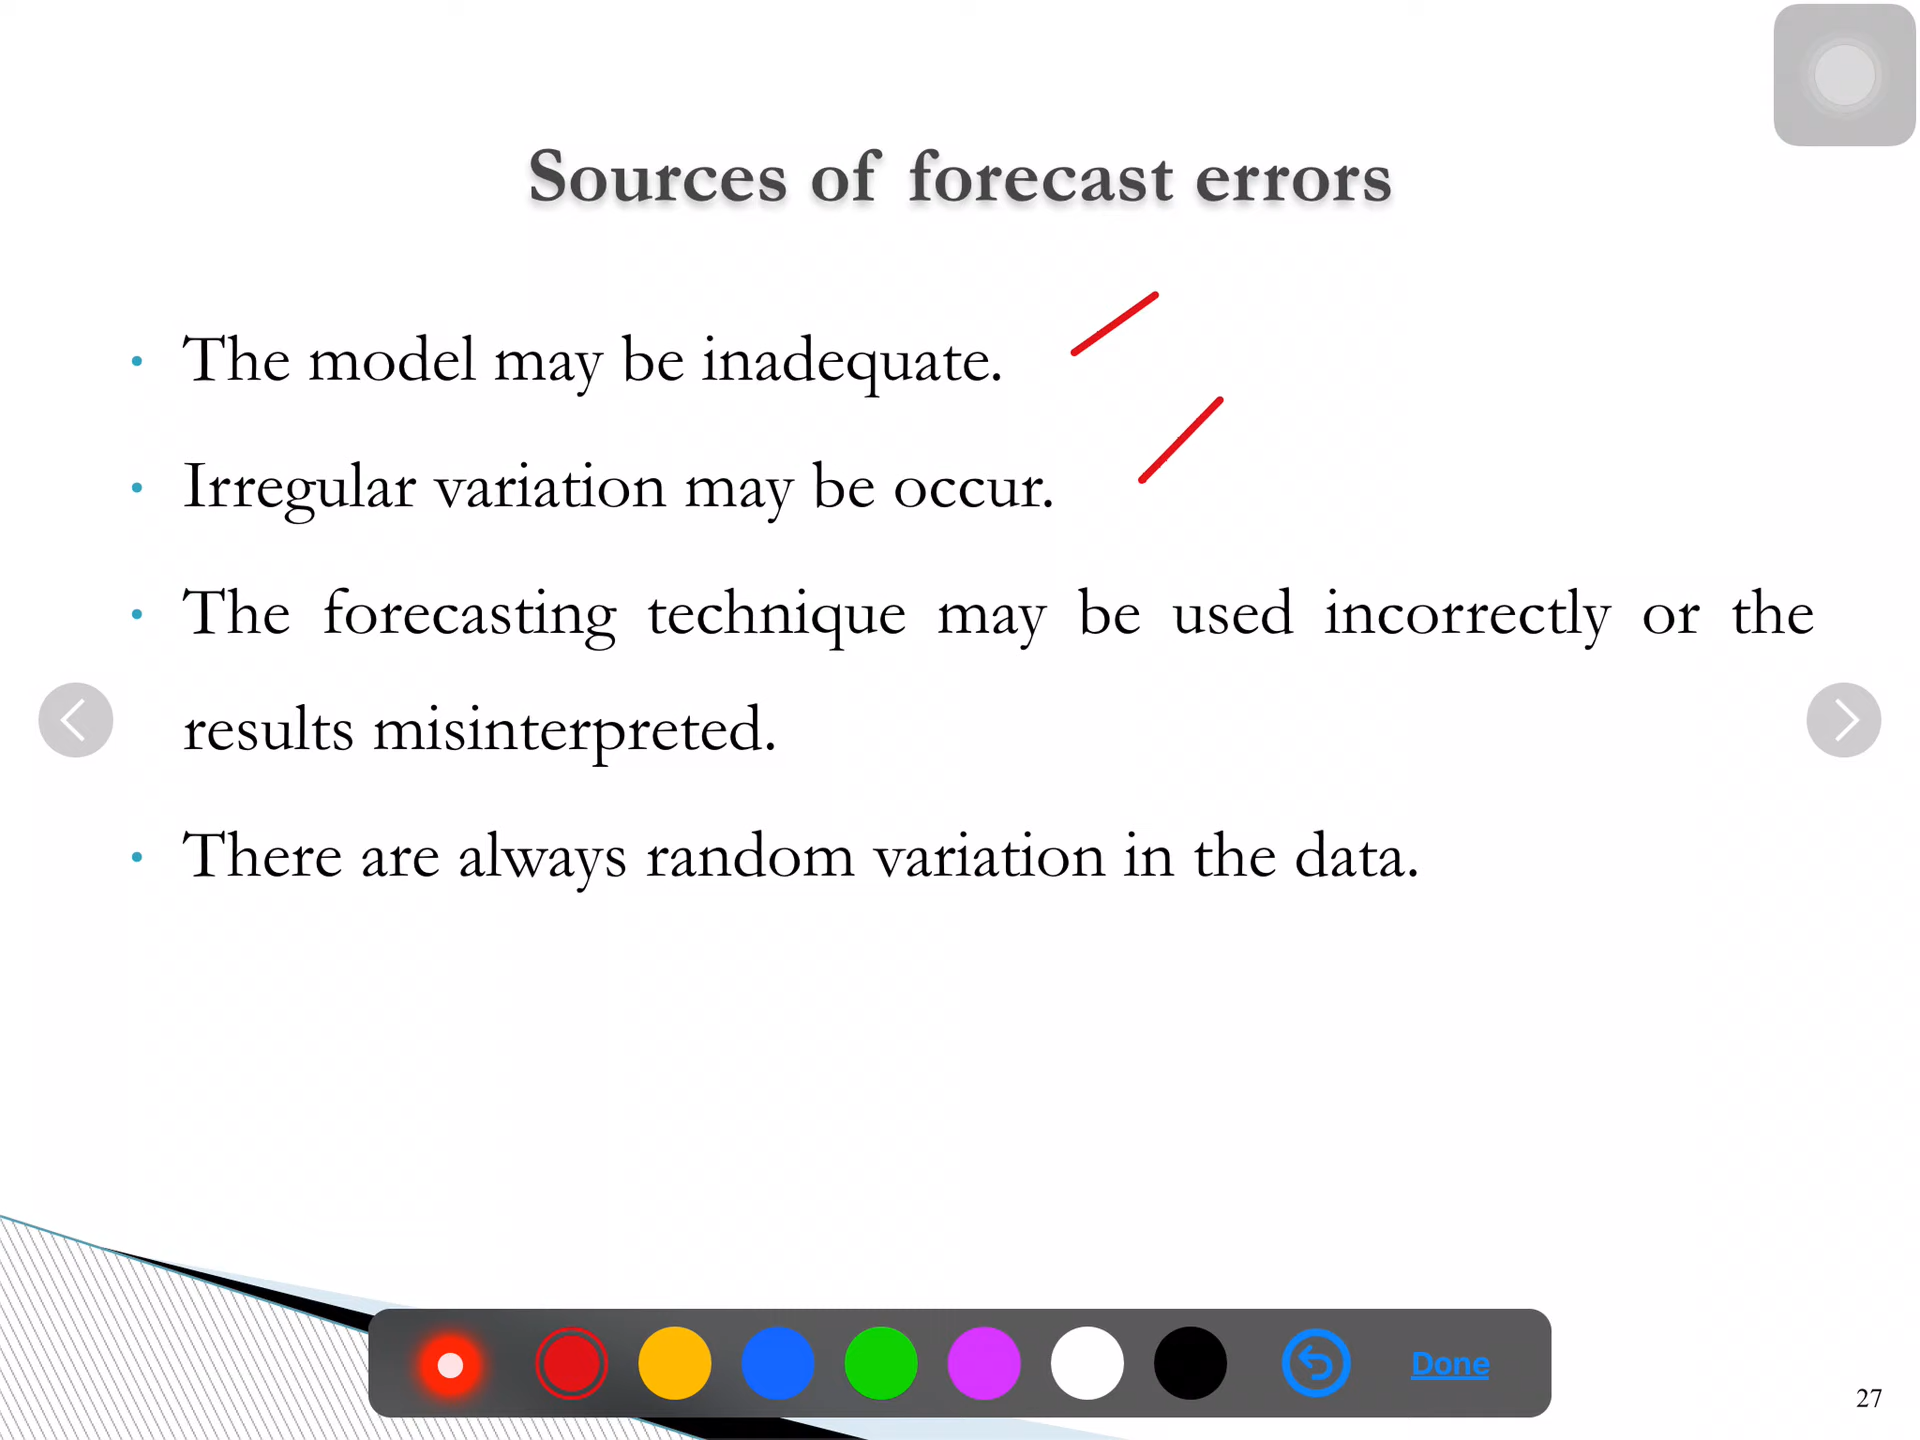 Sources of forecast errors
• The model may be inadequate.
• Irregular variation may be occur.
• The forecasting technique may be used incorrectly or the
results misinterpreted.
• There are always random variation in the data.
Done
27